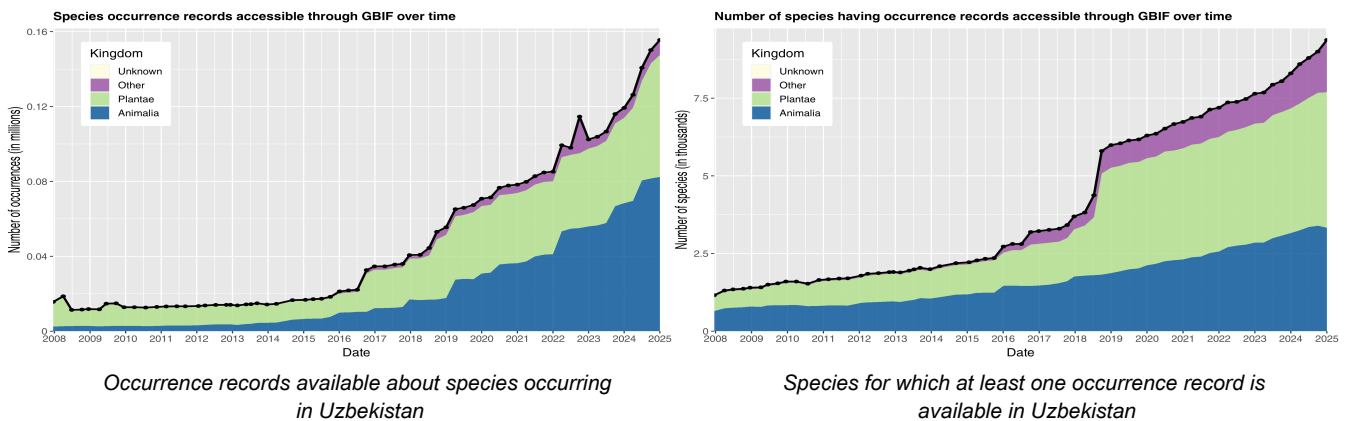 Species occurrence records accessible through GBIF over time
0.16
0.12
0.08
0.04
0
Number of occurrences (in millions)
Kingdom
Unknown
Other
Plantae
Animalia
2008 2009 2010 2011 2012 2013 2014 2015 2016 2017 2018 2019 2020 2021 2022 2023 2024 2025
Date
Occurrence records available about species occurring
in Uzbekistan
Number of species having occurrence records accessible through GBIF over time
7.5
5
2.5
0
Number of species (in thousands)
Kingdom
Unknown
Other
Plantae
Animalia
2008 2009 2010 2011 2012 2013 2014 2015 2016 2017 2018 2019 2020 2021 2022 2023 2024 2025
Date
Species for which at least one occurrence record is
available in Uzbekistan